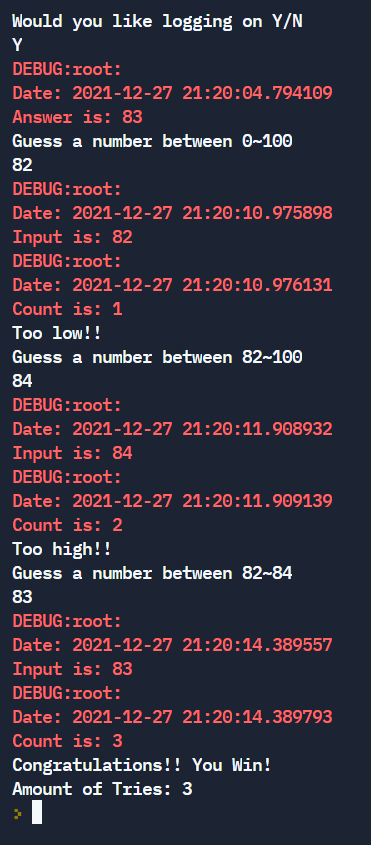 Would you like logging on Y/N
Y
DEBUG:root:
Date: 2021-12-27 21:20:04.794109
Answer is: 83
Guess a number between 0~100
82
DEBUG:root:
Date: 2021-12-27 21:20:10.975898
Input is: 82
DEBUG:root:
Date: 2021-12-27 21:20:10.976131
Count is: 1
Too low!!
Guess a number between 82~100
84
DEBUG:root:
Date: 2021-12-27 21:20:11.908932
Input is: 84
DEBUG:root:
Date: 2021-12-27 21:20:11.909139
Count is: 2
Too high!!
Guess a number between 82~84
83
DEBUG:root:
Date: 2021-12-27 21:20:14.389557
Input is: 83
DEBUG:root:
Date: 2021-12-27 21:20:14.389793
Count is: 3
Congratulations!! You Win!
Amount of Tries: 3
>